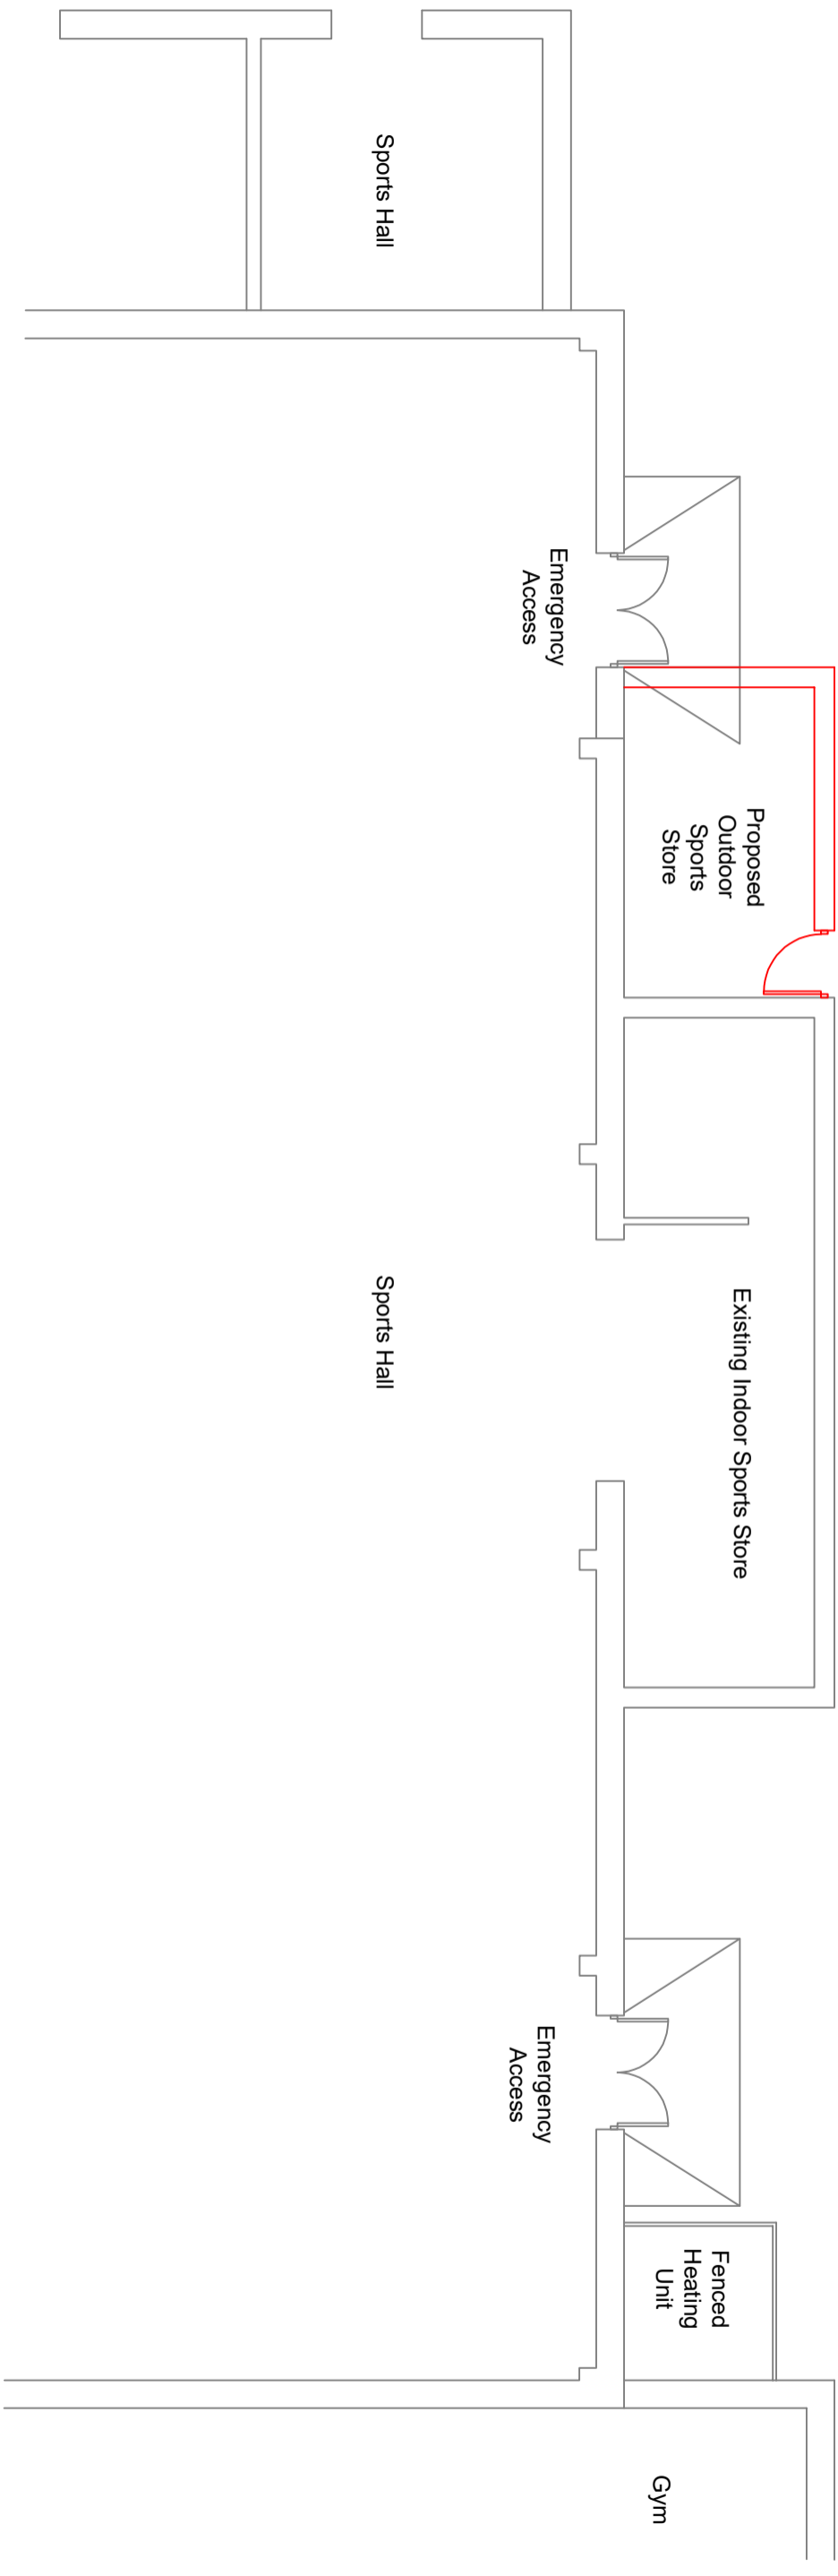 Sports Hall
Emergency
Access
Proposed
Outdoor
Sports
Store
Existing Indoor Sports Store
Sports Hall
Emergency
Access
Fenced
Heating
Unit
Gym